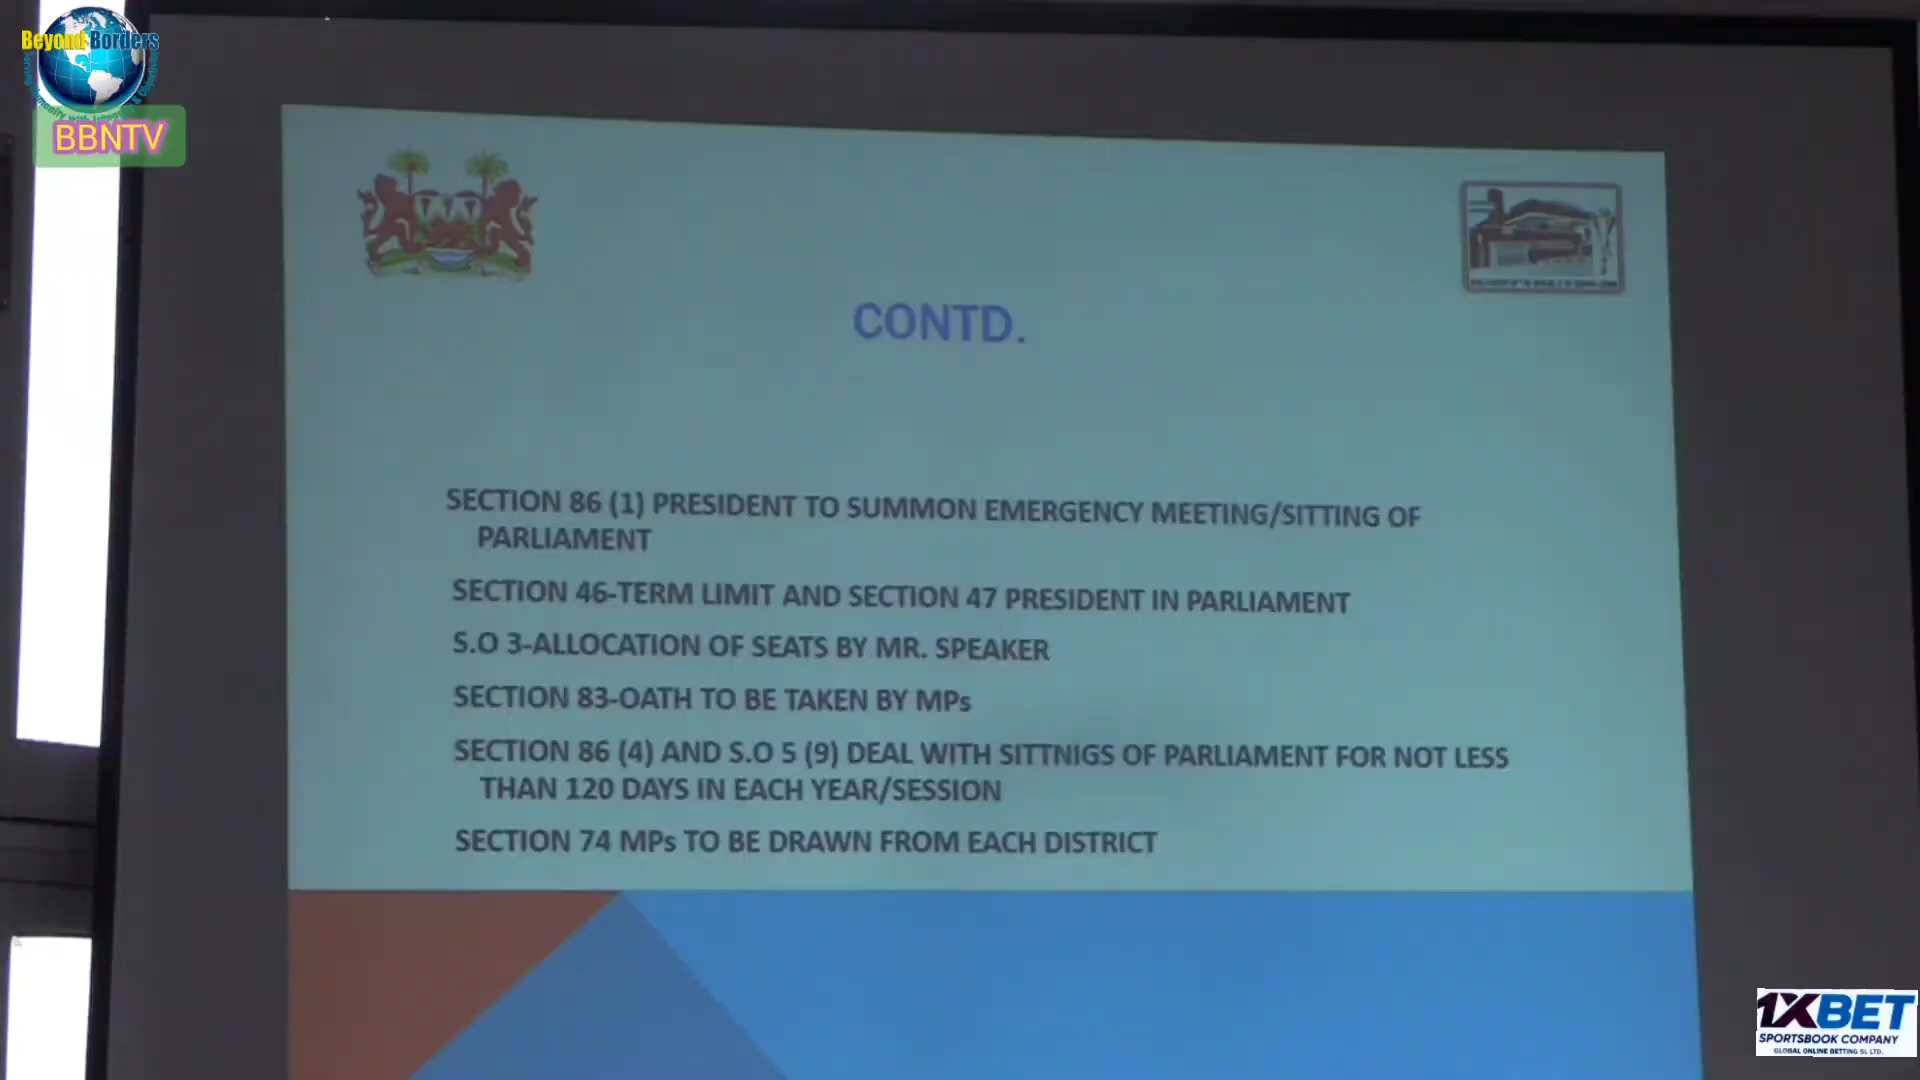 Beyond Borders
BBNTV
CONTD.
SECTION 86 (1) PRESIDENT TO SUMMON EMERGENCY MEETING/SITTING OF
PARLIAMENT
SECTION 46-TERM LIMIT AND SECTION 47 PRESIDENT IN PARLIAMENT
S.O 3-ALLOCATION OF SEATS BY MR. SPEAKER
SECTION 83-OATH TO BE TAKEN BY MPs
SECTION 86 (4) AND S.O 5 (9) DEAL WITH SITTNIGS OF PARLIAMENT FOR NOT LESS
THAN 120 DAYS IN EACH YEAR/SESSION
SECTION 74 MPs TO BE DRAWN FROM EACH DISTRICT
1XBET
SPORTSBOOK COMPANY
GLOBAL ONLINE BETTING SL LTD.